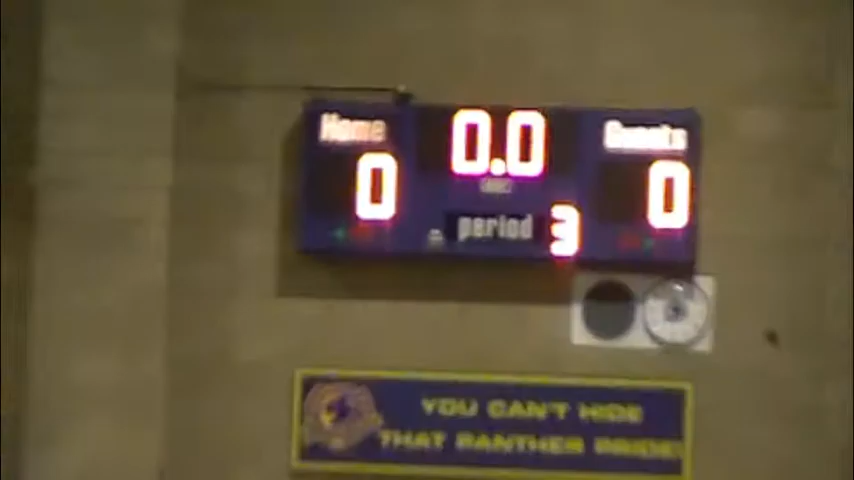 Home 0.0 Guests
0 0
period 3
YOU CAN'T HIDE
THAT PANTHER PRIDE!